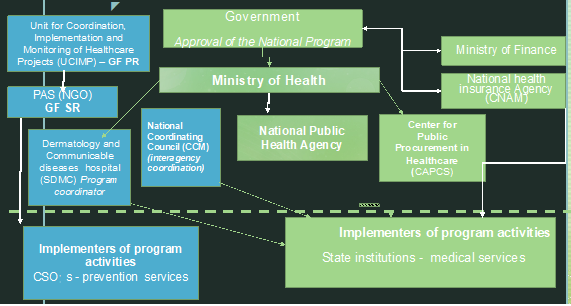 Unit for Coordination,
Implementation and
Monitoring of Healthcare
Projects (UCIMP) – GF PR
Government
Approval of the National Program
Ministry of Finance
Ministry of Health
National health
insurance Agency
(CNAM)
PAS (NGO)
GF SR
National
Coordinating
Council (CCM)
(interagency
coordination)
National Public
Health Agency
Center for
Public
Procurement in
Healthcare
(CAPCS)
Dermatology and
Communicable
diseases hospital
(SDMC) Program
coordinator
Implementers of program
activities
CSO; s - prevention services
Implementers of program activities
State institutions - medical services